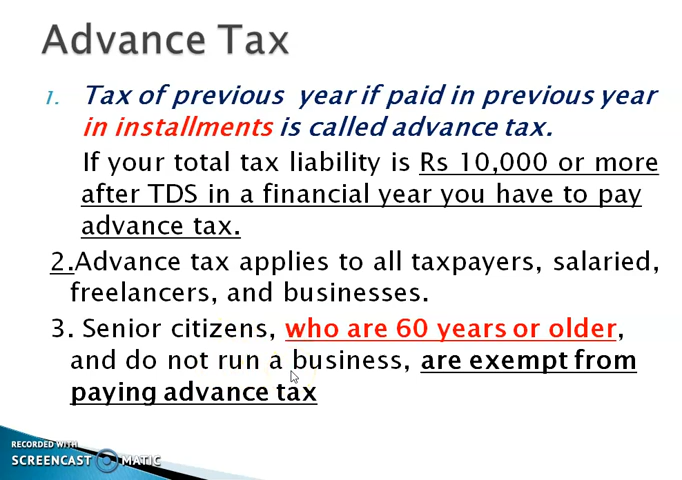 Advance Tax
1. Tax of previous year if paid in previous year
in installments is called advance tax.
If your total tax liability is Rs 10,000 or more
after TDS in a financial year you have to pay
advance tax.
2.Advance tax applies to all taxpayers, salaried,
freelancers, and businesses.
3. Senior citizens, who are 60 years or older,
and do not run a business, are exempt from
paying advance tax
RECORDED WITH
SCREENCAST MATIC